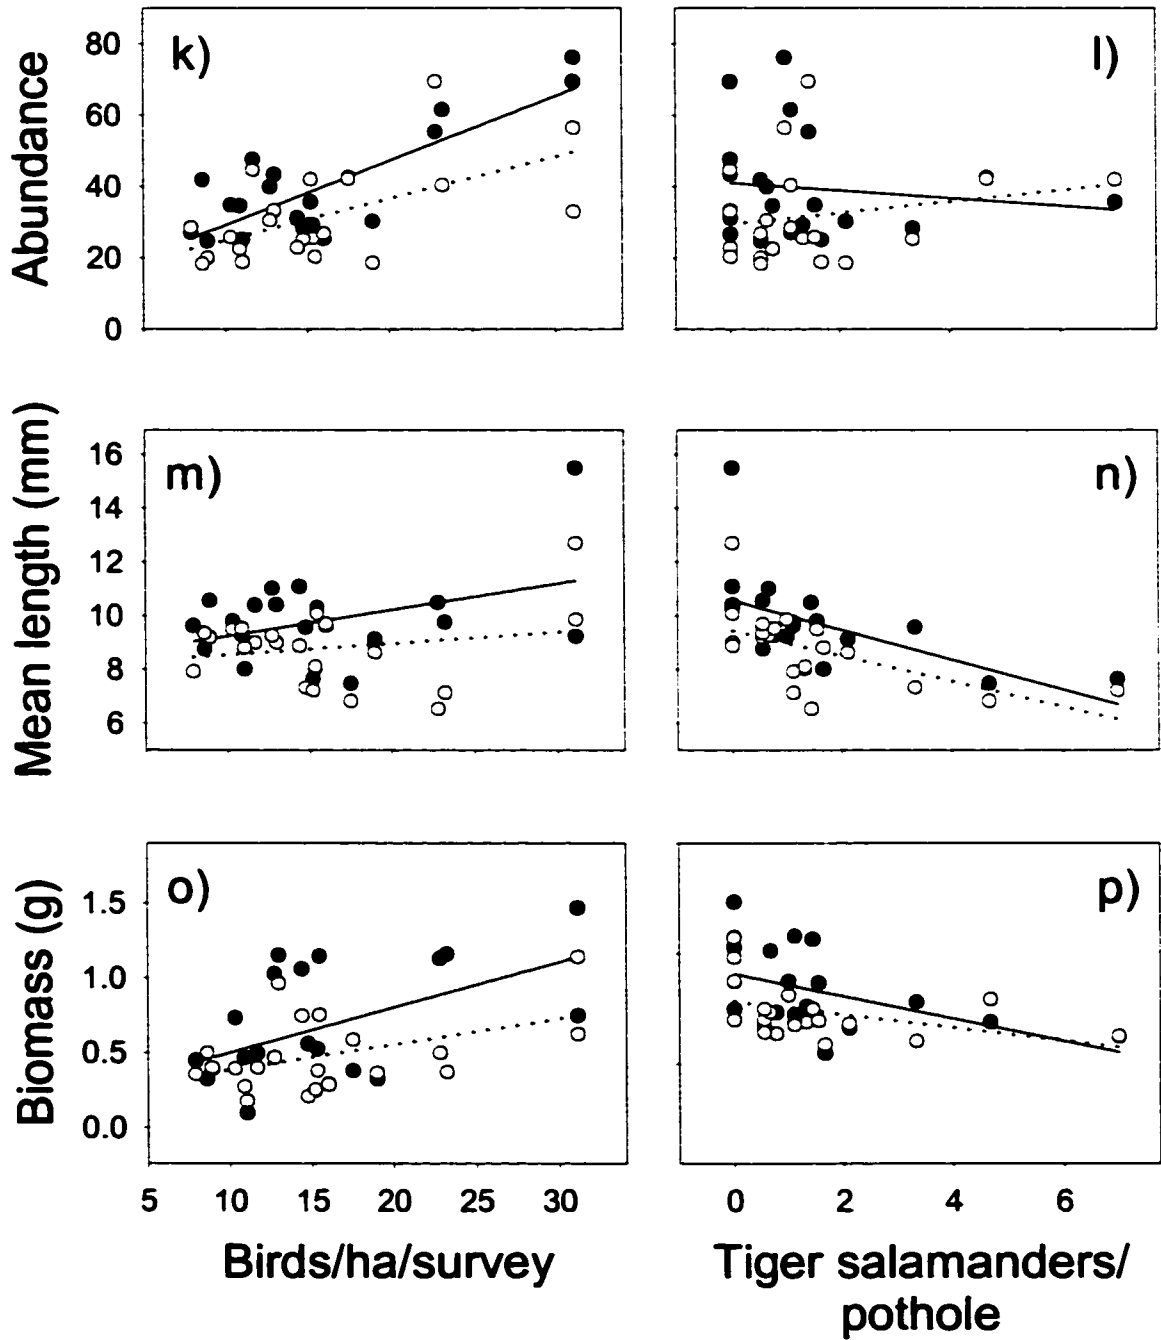 Abundance
80
60
40
20
0
k)
l)
Mean length (mm)
16
14
12
10
8
6
m)
n)
Biomass (g)
1.5
1.0
0.5
0.0
o)
p)
5 10 15 20 25 30
0 2 4 6
Birds/ha/survey
Tiger salamanders/
pothole